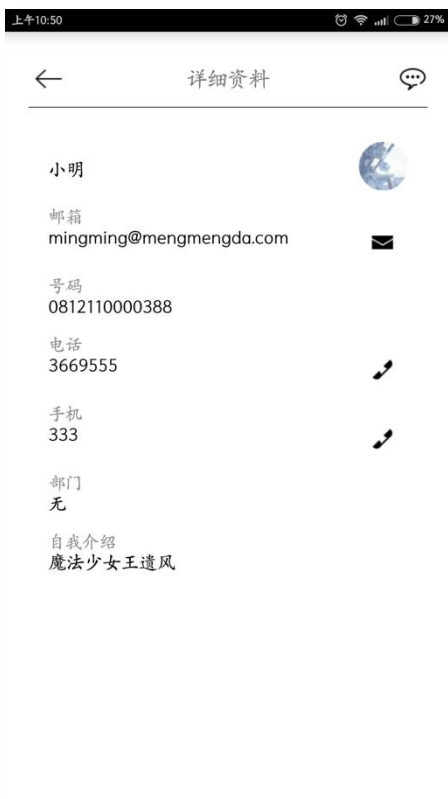 上午10:50 27%
详细资料
小明
邮箱
mingming@mengmengda.com
号码
0812110000388
电话
3669555
手机
333
部门
无
自我介绍
魔法少女王遗风